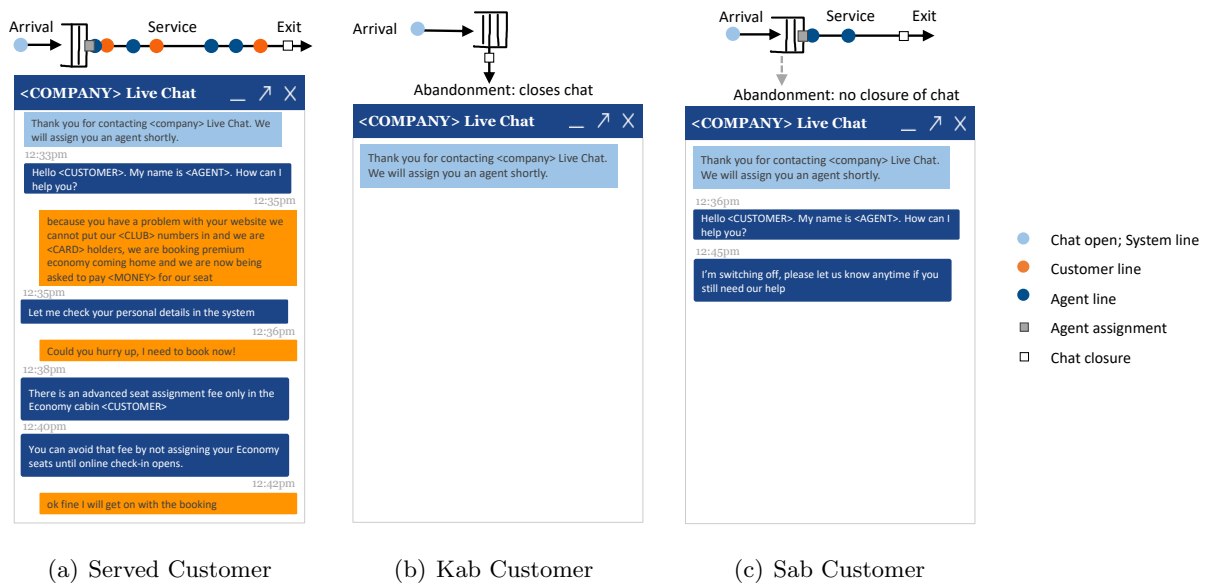 Arrival
Service
Exit
<COMPANY> Live Chat
Thank you for contacting <company> Live Chat. We
will assign you an agent shortly.
12:33pm
Hello <CUSTOMER>. My name is <AGENT>. How can I
help you?
12:35pm
because you have a problem with your website we
cannot put our <CLUB> numbers in and we are
<CARD> holders, we are booking premium
economy coming home and we are now being
asked to pay <MONEY> for our seat
12:35pm
Let me check your personal details in the system
12:36pm
Could you hurry up, I need to book now!
12:38pm
There is an advanced seat assignment fee only in the
Economy cabin <CUSTOMER>
12:40pm
You can avoid that fee by not assigning your Economy
seats until online check-in opens.
12:42pm
ok fine I will get on with the booking
(a) Served Customer
Arrival
Abandonment: closes chat
<COMPANY> Live Chat
Thank you for contacting <company> Live Chat.
We will assign you an agent shortly.
(b) Kab Customer
Arrival
Service
Exit
Abandonment: no closure of chat
<COMPANY> Live Chat
Thank you for contacting <company> Live Chat.
We will assign you an agent shortly.
12:36pm
Hello <CUSTOMER>. My name is <AGENT>. How can I
help you?
12:45pm
I'm switching off, please let us know anytime if you
still need our help
(c) Sab Customer
Chat open; System line
Customer line
Agent line
Agent assignment
Chat closure